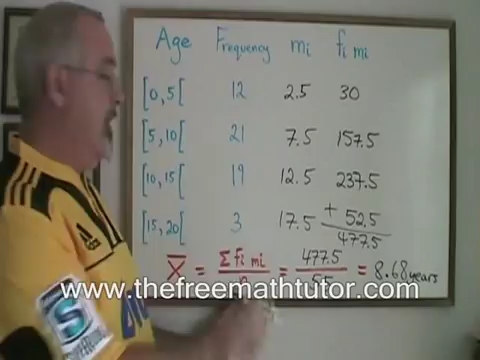 Age Frequency mi fi mi
[0,5[ 12 2.5 30
[5,10[ 21 7.5 157.5
[10,15[ 19 12.5 237.5
[15,20[ 3 17.5 + 52.5
477.5
X̄ = Σ fi mi / n = 477.5 / 55 = 8.68 years
www.thefreemathtutor.com
adidas